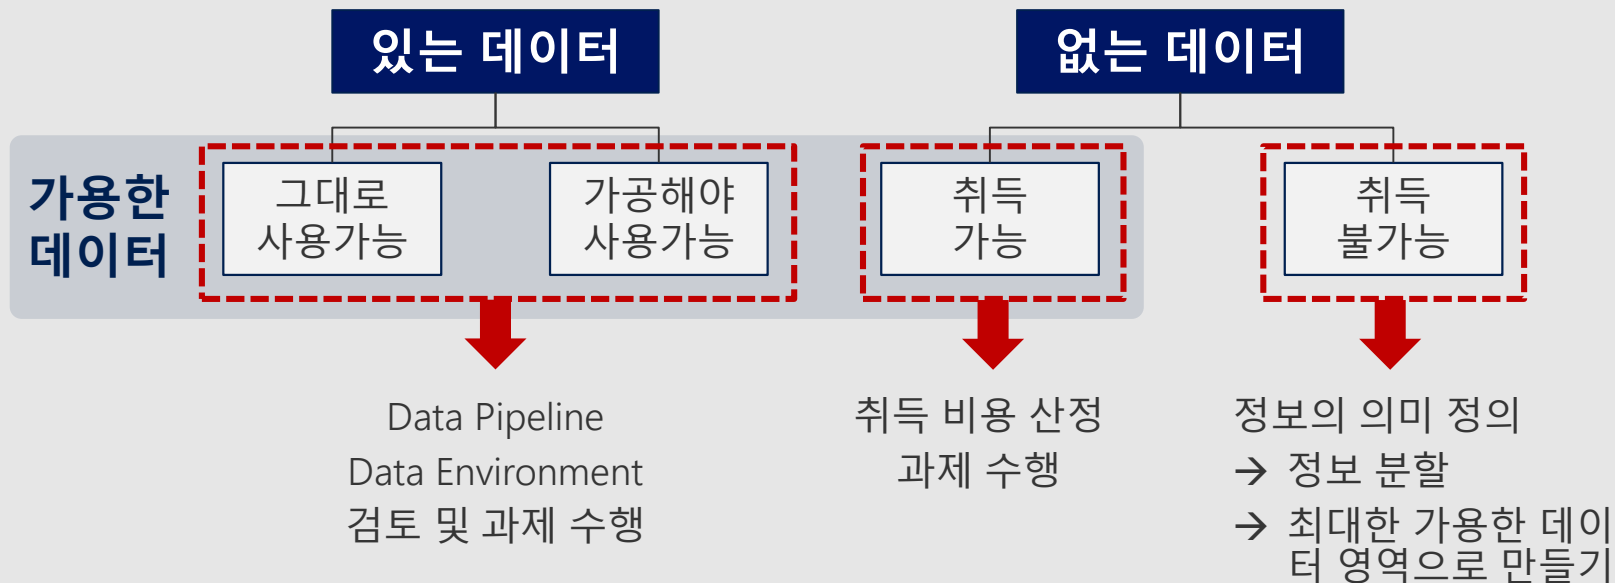 있는 데이터
없는 데이터
가용한
데이터
그대로
사용가능
가공해야
사용가능
취득
가능
취득
불가능
Data Pipeline
Data Environment
검토 및 과제 수행
취득 비용 산정
과제 수행
정보의 의미 정의
→ 정보 분할
→ 최대한 가용한 데이
터 영역으로 만들기